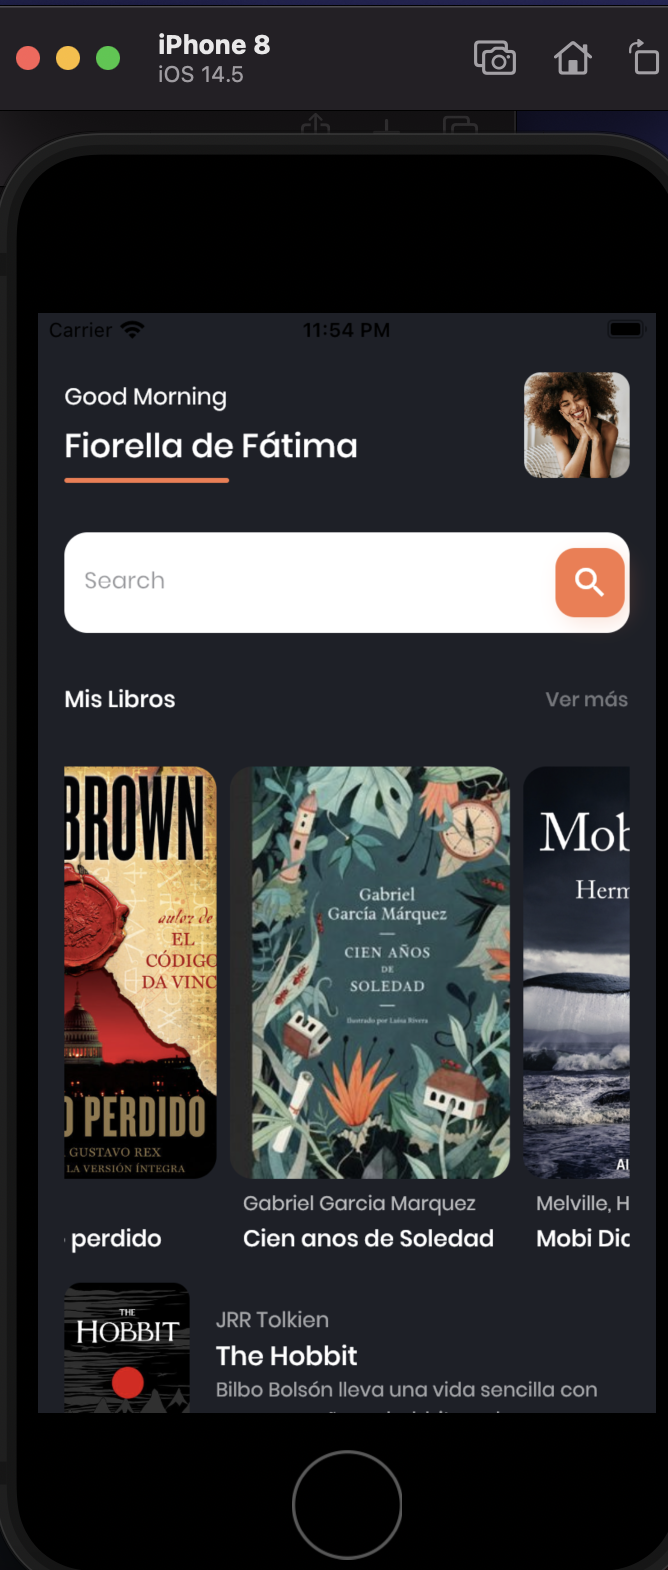 iPhone 8
iOS 14.5
Carrier
11:54 PM
Good Morning
Fiorella de Fátima
Search
Mis Libros
Ver más
BROWN
autor de
EL
CÓDIGO
DA VINC
O PERDIDO
GUSTAVO REX
LA VERSIÓN ÍNTEGRA
perdido
Gabriel
García Márquez
CIEN AÑOS
DE
SOLEDAD
Ilustrado por Luisa Rivera
Gabriel Garcia Marquez
Cien anos de Soledad
Mob
Herm
Al
Melville, H
Mobi Dic
THE
HOBBIT
JRR Tolkien
The Hobbit
Bilbo Bolsón lleva una vida sencilla con